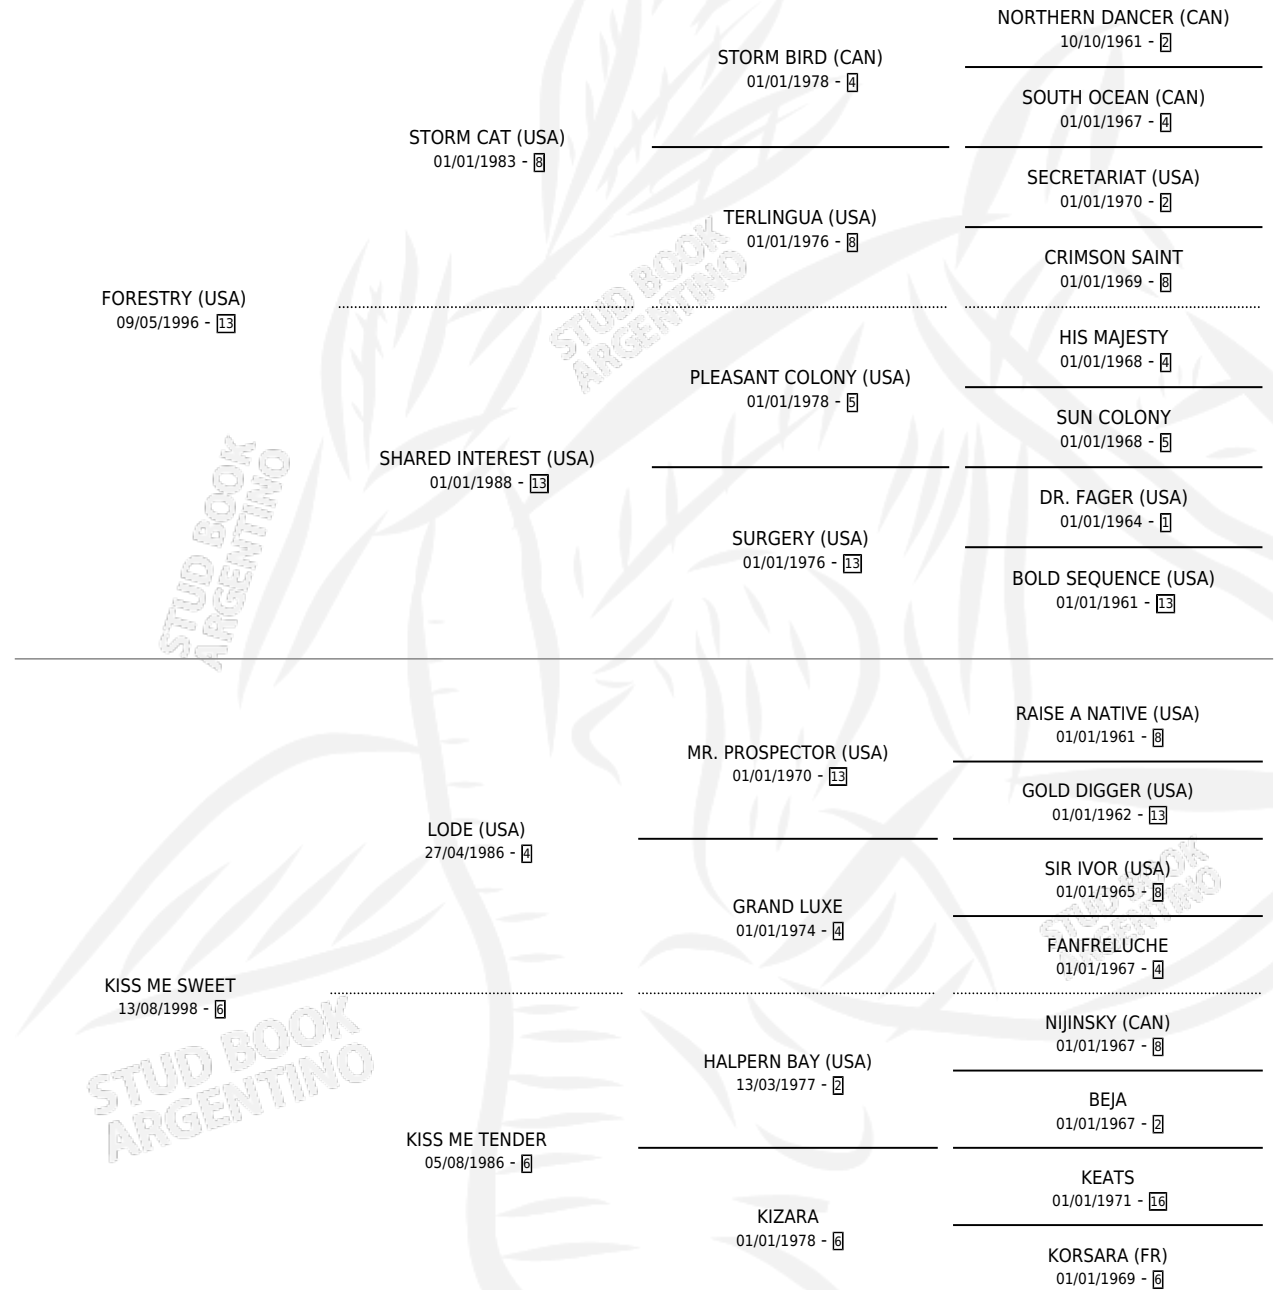 NORTHERN DANCER (CAN)
10/10/1961 - 2
STORM BIRD (CAN)
01/01/1978 - 4
SOUTH OCEAN (CAN)
01/01/1967 - 4
STORM CAT (USA)
01/01/1983 - 8
SECRETARIAT (USA)
01/01/1970 - 2
TERLINGUA (USA)
01/01/1976 - 8
CRIMSON SAINT
01/01/1969 - 8
FORESTRY (USA)
09/05/1996 - 13
STUD BOOK
ARGENTINO
HIS MAJESTY
01/01/1968 - 4
PLEASANT COLONY (USA)
01/01/1978 - 5
SUN COLONY
01/01/1968 - 5
SHARED INTEREST (USA)
01/01/1988 - 13
DR. FAGER (USA)
01/01/1964 - 1
SURGERY (USA)
01/01/1976 - 13
BOLD SEQUENCE (USA)
01/01/1961 - 13
STUD BOOK
ARGENTINO
RAISE A NATIVE (USA)
01/01/1961 - 8
MR. PROSPECTOR (USA)
01/01/1970 - 13
GOLD DIGGER (USA)
01/01/1962 - 13
LODE (USA)
27/04/1986 - 4
SIR IVOR (USA)
01/01/1965 - 8
GRAND LUXE
01/01/1974 - 4
STUD BOOK
ARGENTINO
FANFRELUCHE
01/01/1967 - 4
KISS ME SWEET
13/08/1998 - 6
NIJINSKY (CAN)
01/01/1967 - 8
HALPERN BAY (USA)
13/03/1977 - 2
STUD BOOK
ARGENTINO
BEJA
01/01/1967 - 2
KISS ME TENDER
05/08/1986 - 6
KEATS
01/01/1971 - 16
KIZARA
01/01/1978 - 6
KORSARA (FR)
01/01/1969 - 6